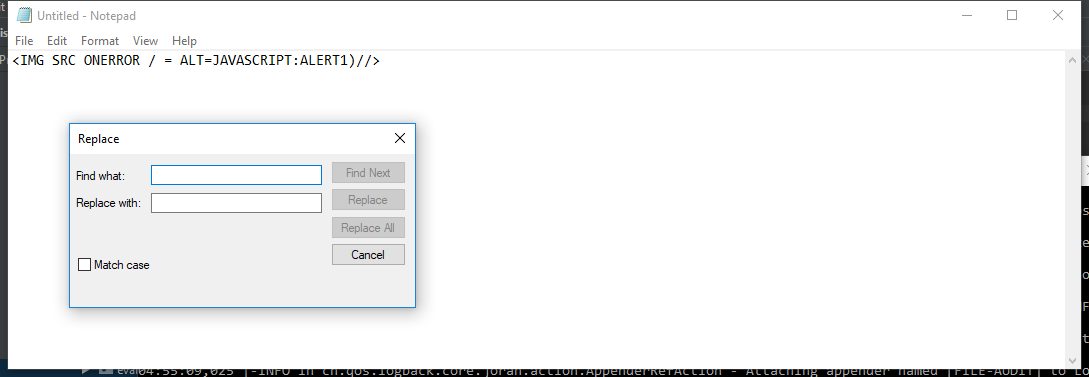 Untitled - Notepad
File Edit Format View Help
<IMG SRC ONERROR / = ALT=JAVASCRIPT:ALERT1)//>
Replace
Find what:
Find Next
Replace with:
Replace
Replace All
Cancel
Match case
eval04:55:09,025 |-INFO in ch.qos.logback.core.joran.action.AppenderRefAction - Attaching appender named [FILE-AUDIT] to Lo